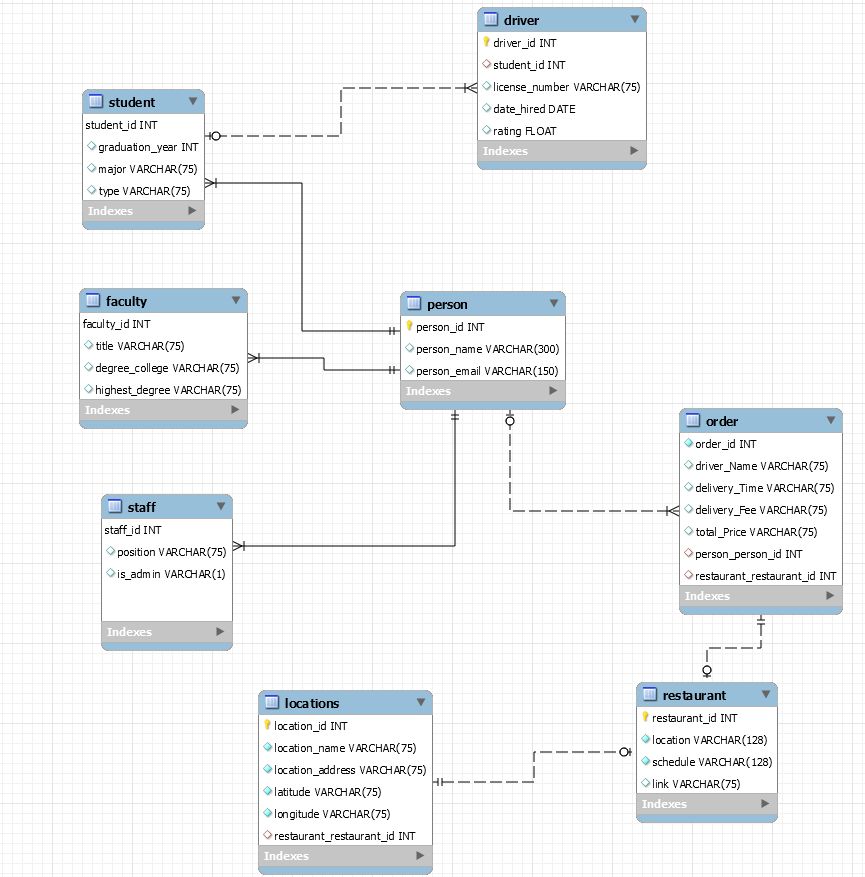 driver
driver_id INT
student_id INT
license_number VARCHAR(75)
date_hired DATE
rating FLOAT
Indexes
student
student_id INT
graduation_year INT
major VARCHAR(75)
type VARCHAR(75)
Indexes
faculty
faculty_id INT
title VARCHAR(75)
degree_college VARCHAR(75)
highest_degree VARCHAR(75)
Indexes
person
person_id INT
person_name VARCHAR(300)
person_email VARCHAR(150)
Indexes
order
order_id INT
driver_Name VARCHAR(75)
delivery_Time VARCHAR(75)
delivery_Fee VARCHAR(75)
total_Price VARCHAR(75)
person_person_id INT
restaurant_restaurant_id INT
Indexes
staff
staff_id INT
position VARCHAR(75)
is_admin VARCHAR(1)
Indexes
locations
location_id INT
location_name VARCHAR(75)
location_address VARCHAR(75)
latitude VARCHAR(75)
longitude VARCHAR(75)
restaurant_restaurant_id INT
Indexes
restaurant
restaurant_id INT
location VARCHAR(128)
schedule VARCHAR(128)
link VARCHAR(75)
Indexes